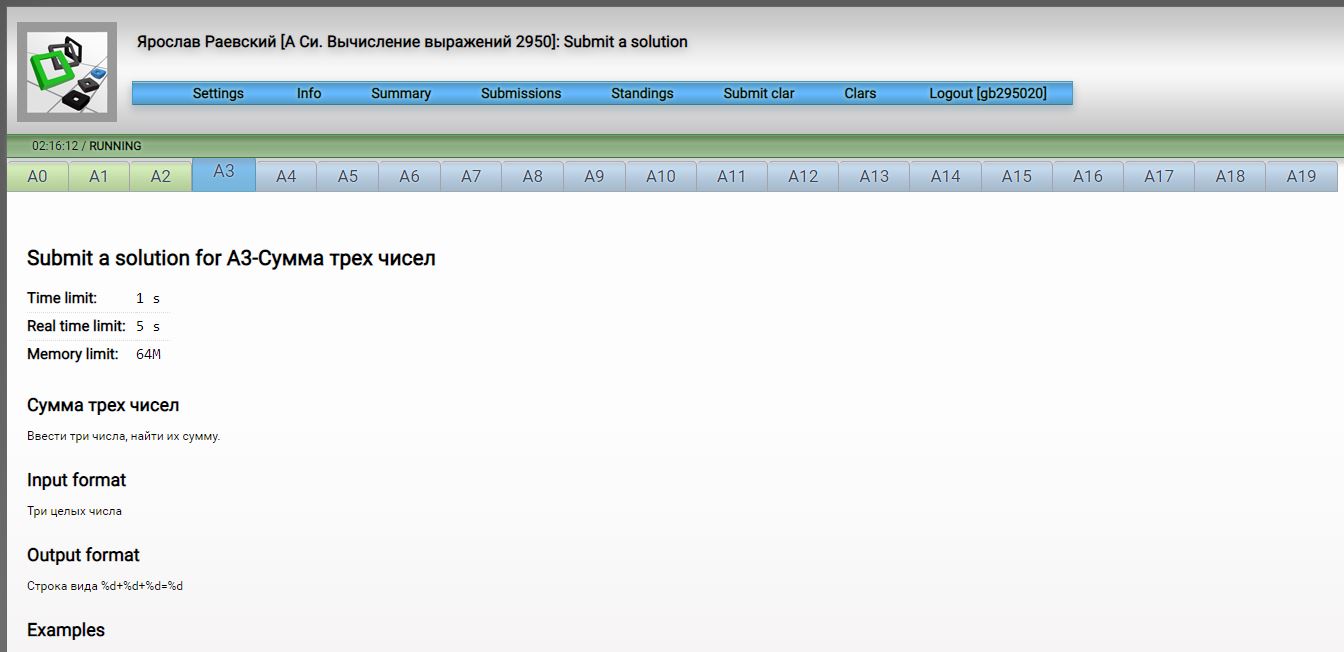 Ярослав Раевский [А Си. Вычисление выражений 2950]: Submit a solution
Settings Info Summary Submissions Standings Submit clar Clars Logout [gb295020]
02:16:12 / RUNNING
A0 A1 A2 A3 A4 A5 A6 A7 A8 A9 A10 A11 A12 A13 A14 A15 A16 A17 A18 A19
Submit a solution for A3-Сумма трех чисел
Time limit: 1 s
Real time limit: 5 s
Memory limit: 64M
Сумма трех чисел
Ввести три числа, найти их сумму.
Input format
Три целых числа
Output format
Строка вида %d+%d+%d=%d
Examples